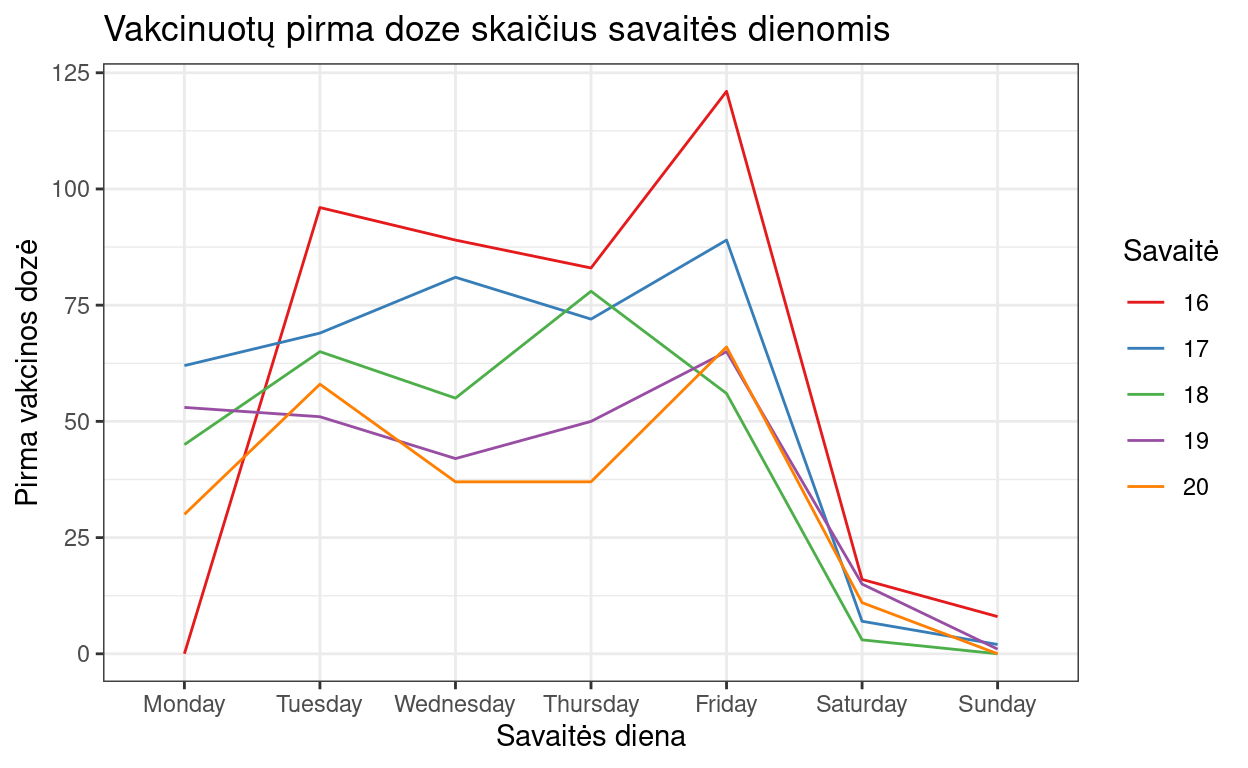 Vakcinuotų pirma doze skaičius savaitės dienomis
Pirma vakcinos dozė
125
100
75
50
25
0
Monday Tuesday Wednesday Thursday Friday Saturday Sunday
Savaitės diena
Savaitė
16
17
18
19
20